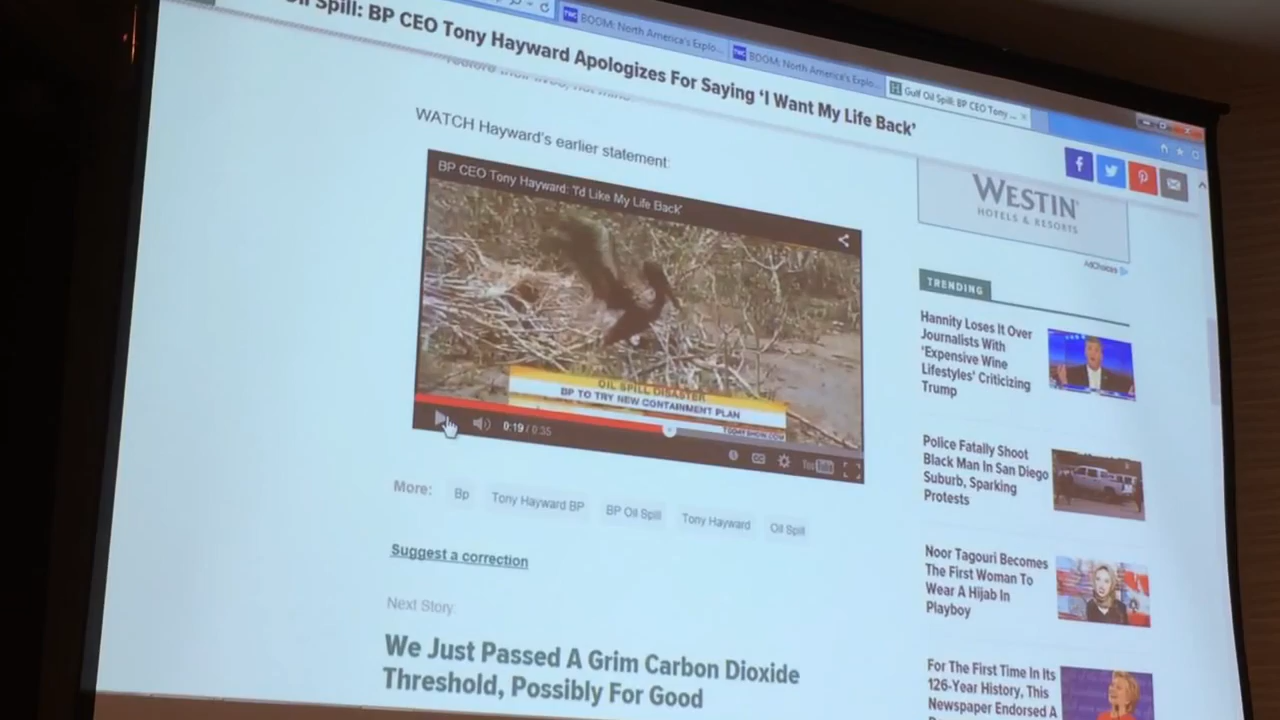 BOOM: North America's Explo...
BOOM: North America's Explo...
Gulf Oil Spill: BP CEO Tony ...
Oil Spill: BP CEO Tony Hayward Apologizes For Saying 'I Want My Life Back'
WATCH Hayward's earlier statement:
BP CEO Tony Hayward: 'I'd Like My Life Back'
OIL SPILL DISASTER
BP TO TRY NEW CONTAINMENT PLAN
TODAYSHOW.COM
0:19 / 0:35
CC
YouTube
More:
Bp
Tony Hayward BP
BP Oil Spill
Tony Hayward
Oil Spill
Suggest a correction
Next Story:
We Just Passed A Grim Carbon Dioxide
Threshold, Possibly For Good
WESTIN
HOTELS & RESORTS
AdChoices
TRENDING
Hannity Loses It Over
Journalists With
'Expensive Wine
Lifestyles' Criticizing
Trump
Police Fatally Shoot
Black Man In San Diego
Suburb, Sparking
Protests
Noor Tagouri Becomes
The First Woman To
Wear A Hijab In
Playboy
For The First Time In Its
126-Year History, This
Newspaper Endorsed A